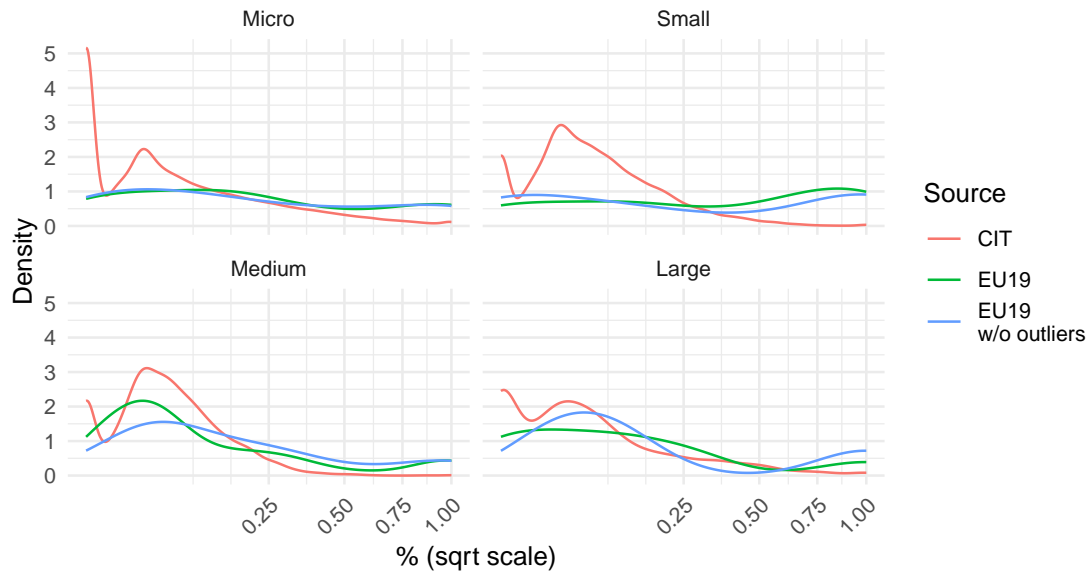 Micro
Small
5
4
3
2
1
0
Medium
Large
5
4
3
2
1
0
0.25
0.50
0.75
1.00
0.25
0.50
0.75
1.00
% (sqrt scale)
Density
Source
CIT
EU19
EU19
w/o outliers